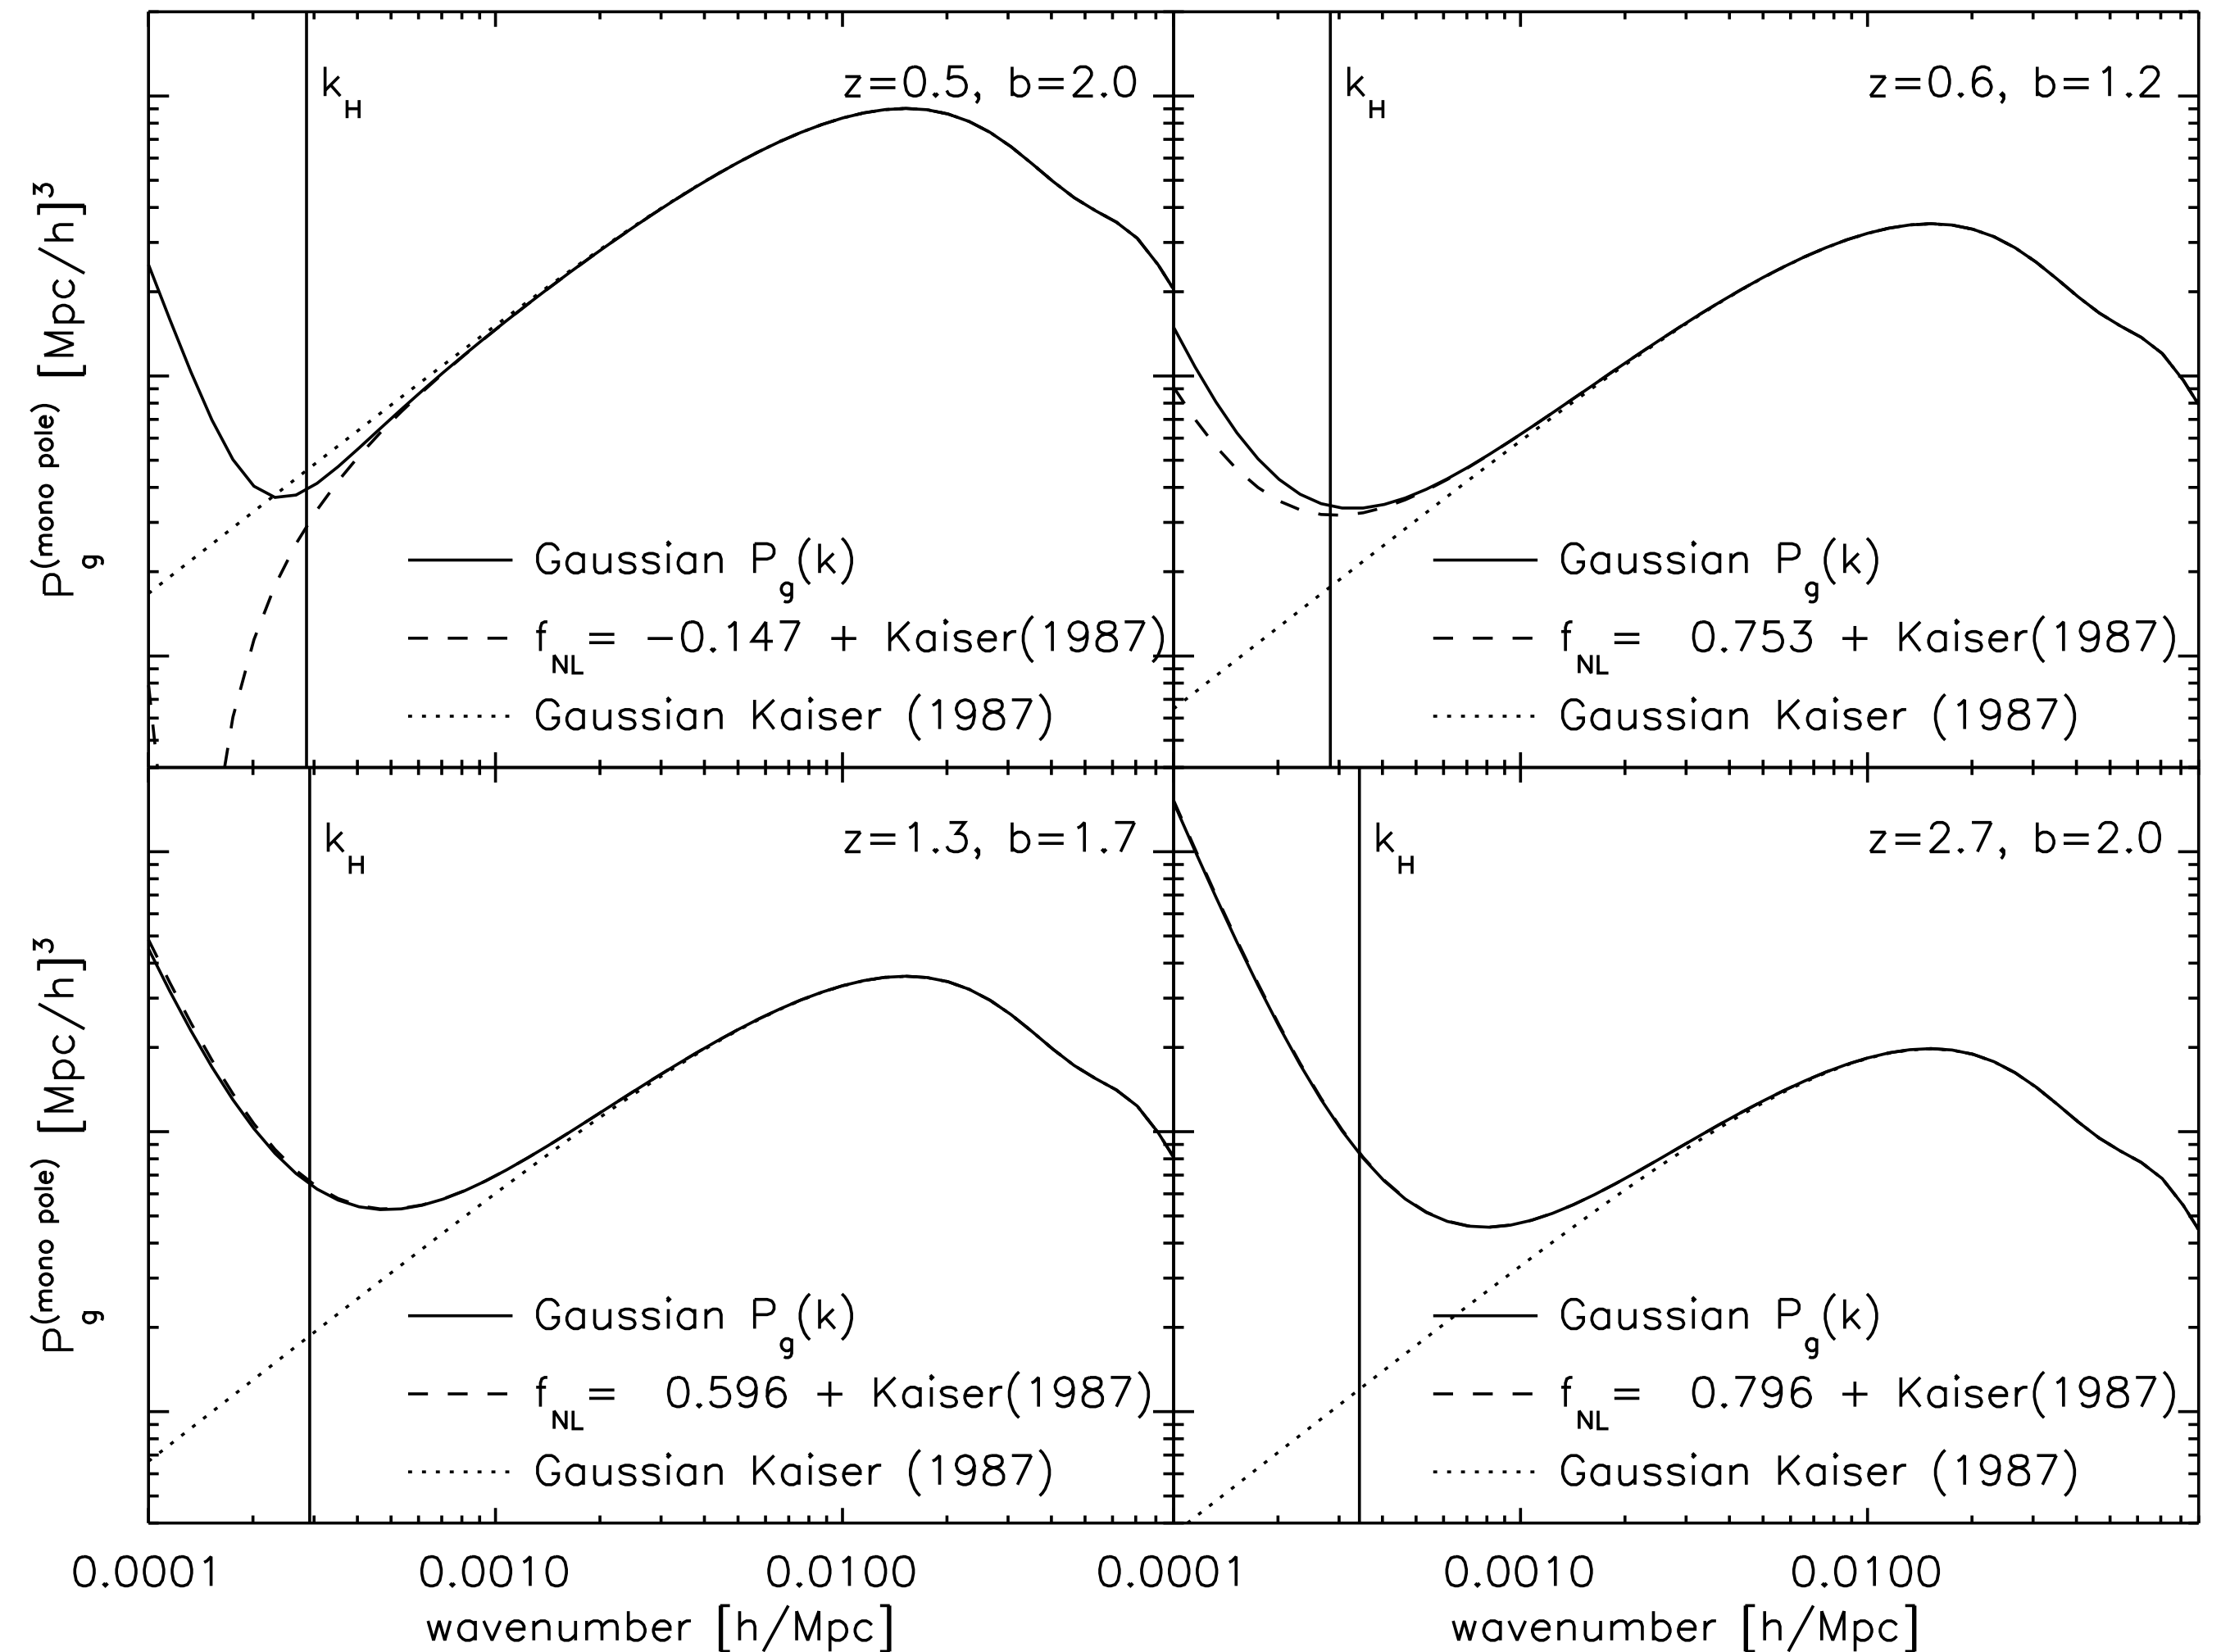 k_H
z=0.5, b=2.0
P_g^(mono pole) [Mpc/h]^3
Gaussian P_g(k)
f_NL= −0.147 + Kaiser(1987)
Gaussian Kaiser (1987)
k_H
z=0.6, b=1.2
Gaussian P_g(k)
f_NL= 0.753 + Kaiser(1987)
Gaussian Kaiser (1987)
k_H
z=1.3, b=1.7
P_g^(mono pole) [Mpc/h]^3
Gaussian P_g(k)
f_NL= 0.596 + Kaiser(1987)
Gaussian Kaiser (1987)
k_H
z=2.7, b=2.0
Gaussian P_g(k)
f_NL= 0.796 + Kaiser(1987)
Gaussian Kaiser (1987)
0.0001 0.0010 0.0100 0.0001 0.0010 0.0100
wavenumber [h/Mpc] wavenumber [h/Mpc]